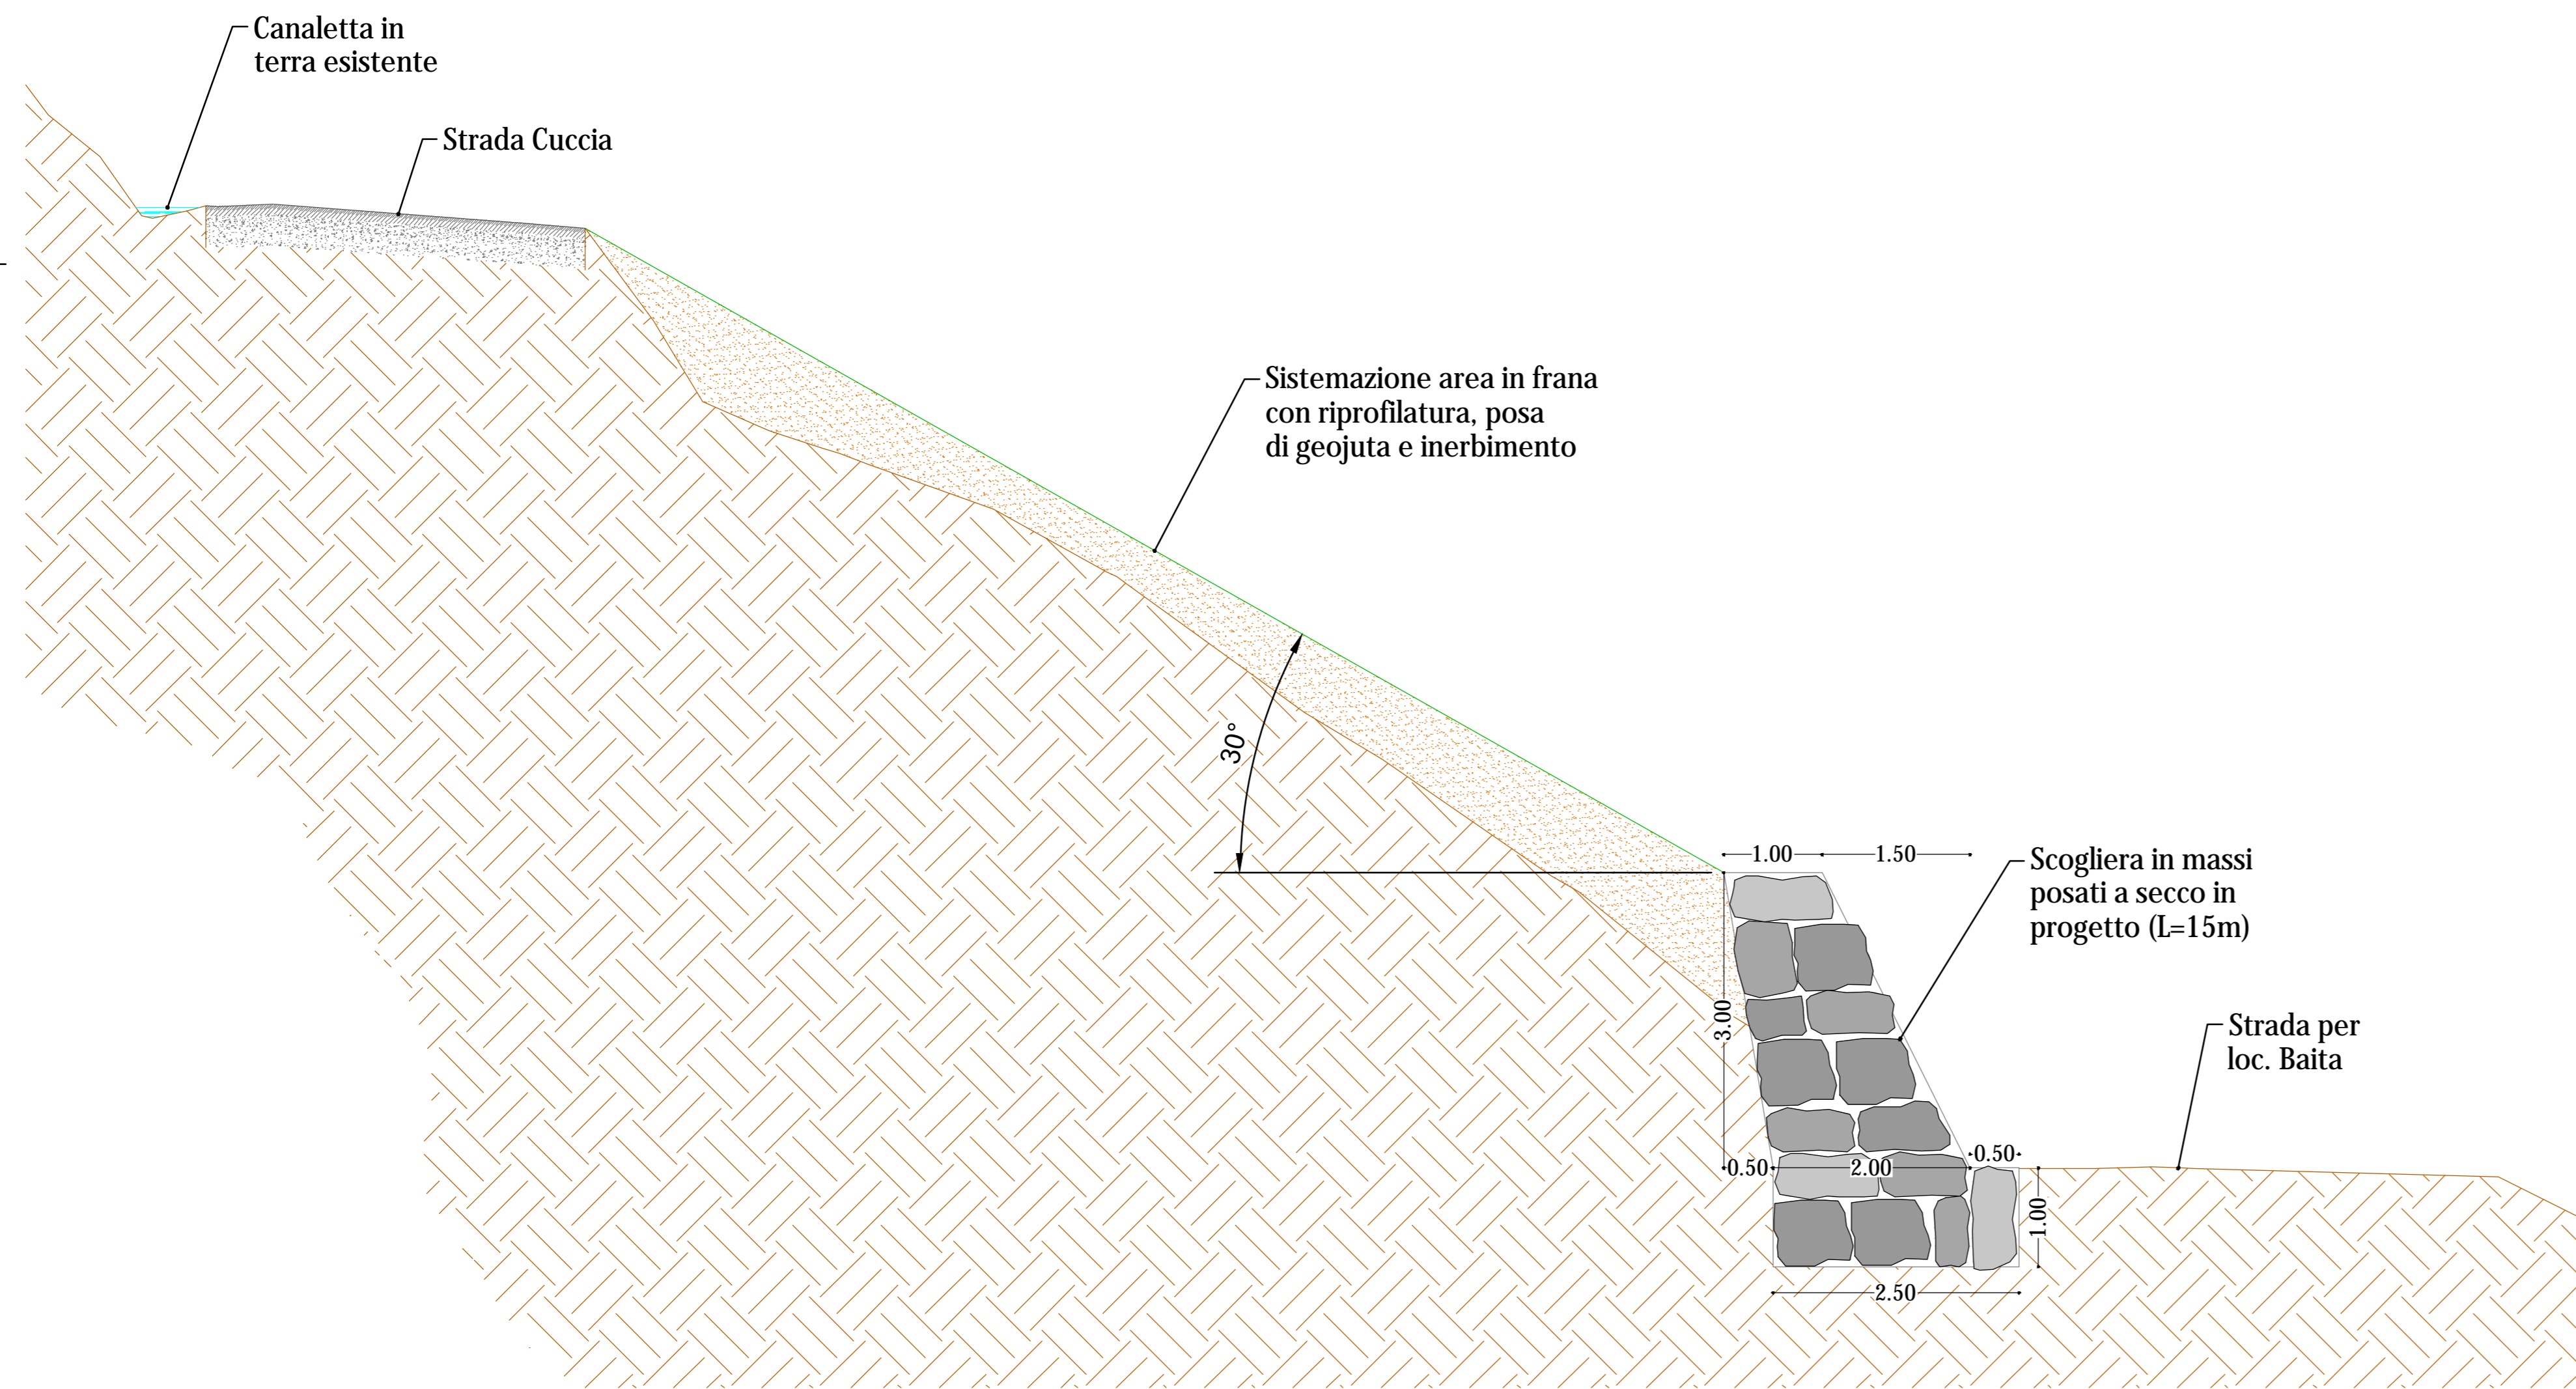 Canaletta in
terra esistente
Strada Cuccia
Sistemazione area in frana
con riprofilatura, posa
di geojuta e inerbimento
30°
1.00
1.50
Scogliera in massi
posati a secco in
progetto (L=15m)
3.00
Strada per
loc. Baita
0.50
2.00
0.50
1.00
2.50